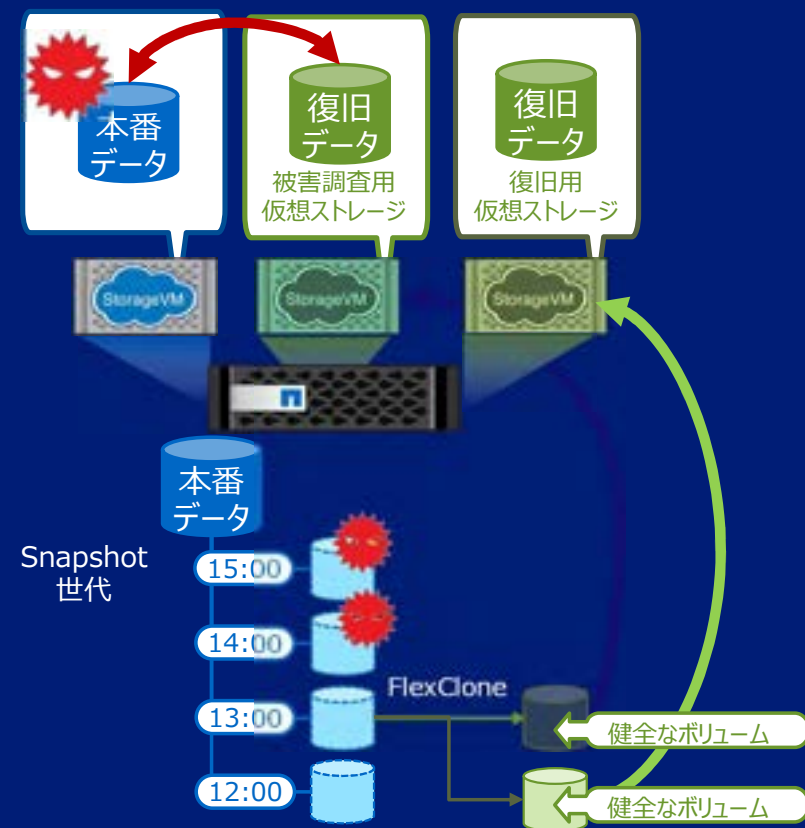 本番
データ
復旧
データ
被害調査用
仮想ストレージ
復旧
データ
復旧用
仮想ストレージ
StorageVM
StorageVM
StorageVM
本番
データ
Snapshot
世代
15:00
14:00
13:00
12:00
FlexClone
健全なボリューム
健全なボリューム